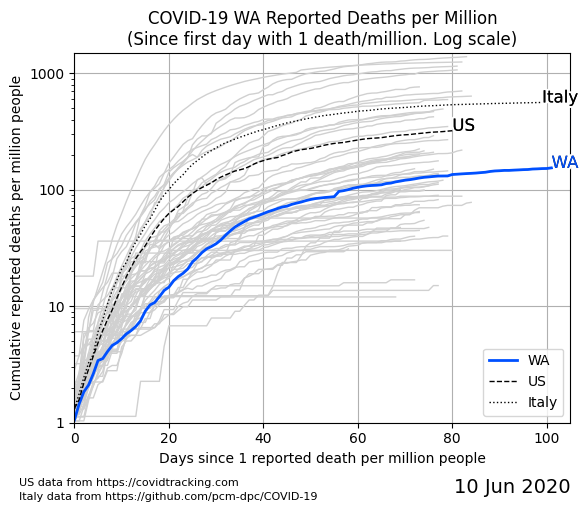 COVID-19 WA Reported Deaths per Million
(Since first day with 1 death/million. Log scale)
Cumulative reported deaths per million people
1000
100
10
1
Italy
US
WA
WA
US
Italy
0 20 40 60 80 100
Days since 1 reported death per million people
US data from https://covidtracking.com
Italy data from https://github.com/pcm-dpc/COVID-19
10 Jun 2020